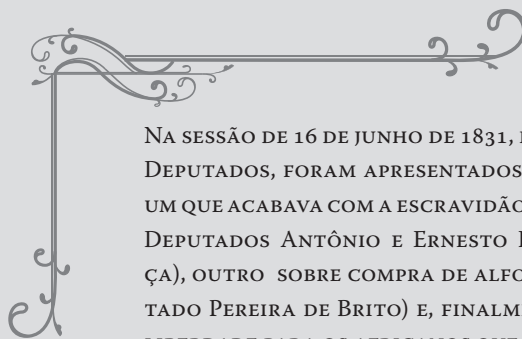 Na sessão de 16 de junho de 1831,
Deputados, foram apresentados
um que acabava com a escravidão
Deputados Antônio e Ernesto
ça), outro sobre compra de alfo
tado Pereira de Brito) e, finalm